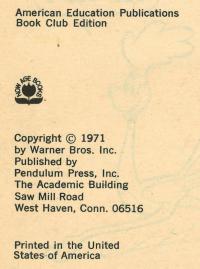 American Education Publications
Book Club Edition
NOW AGE BOOKS
Copyright © 1971
by Warner Bros. Inc.
Published by
Pendulum Press, Inc.
The Academic Building
Saw Mill Road
West Haven, Conn. 06516
Printed in the United
States of America